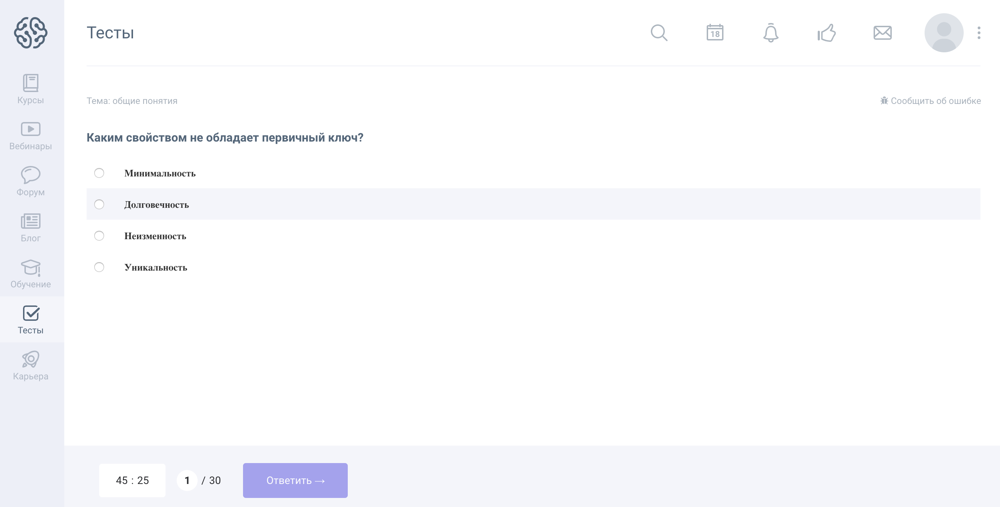 Тесты
18
Курсы
Вебинары
Форум
Блог
Обучение
Тесты
Карьера
Тема: общие понятия
Сообщить об ошибке
Каким свойством не обладает первичный ключ?
Минимальность
Долговечность
Неизменность
Уникальность
45 : 25
1 / 30
Ответить →